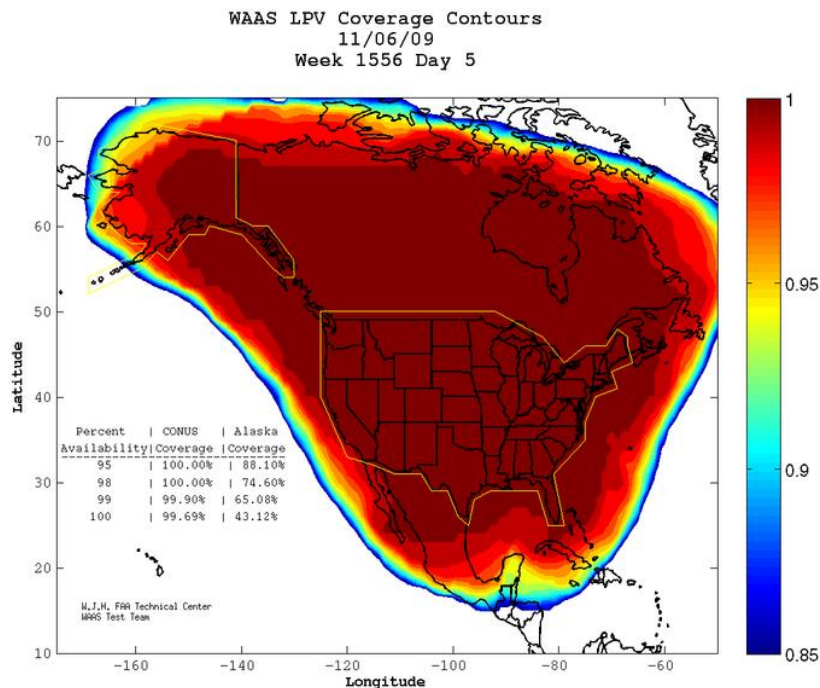 WAAS LPV Coverage Contours
11/06/09
Week 1556 Day 5
70
60
50
40
30
20
10
Latitude
Percent | CONUS | Alaska
Availability|Coverage |Coverage
95 | 100.00% | 88.10%
98 | 100.00% | 74.60%
99 | 99.90% | 65.08%
100 | 99.69% | 43.12%
W.J.H. FAA Technical Center
WAAS Test Team
-160 -140 -120 -100 -80 -60
Longitude
1
0.95
0.9
0.85